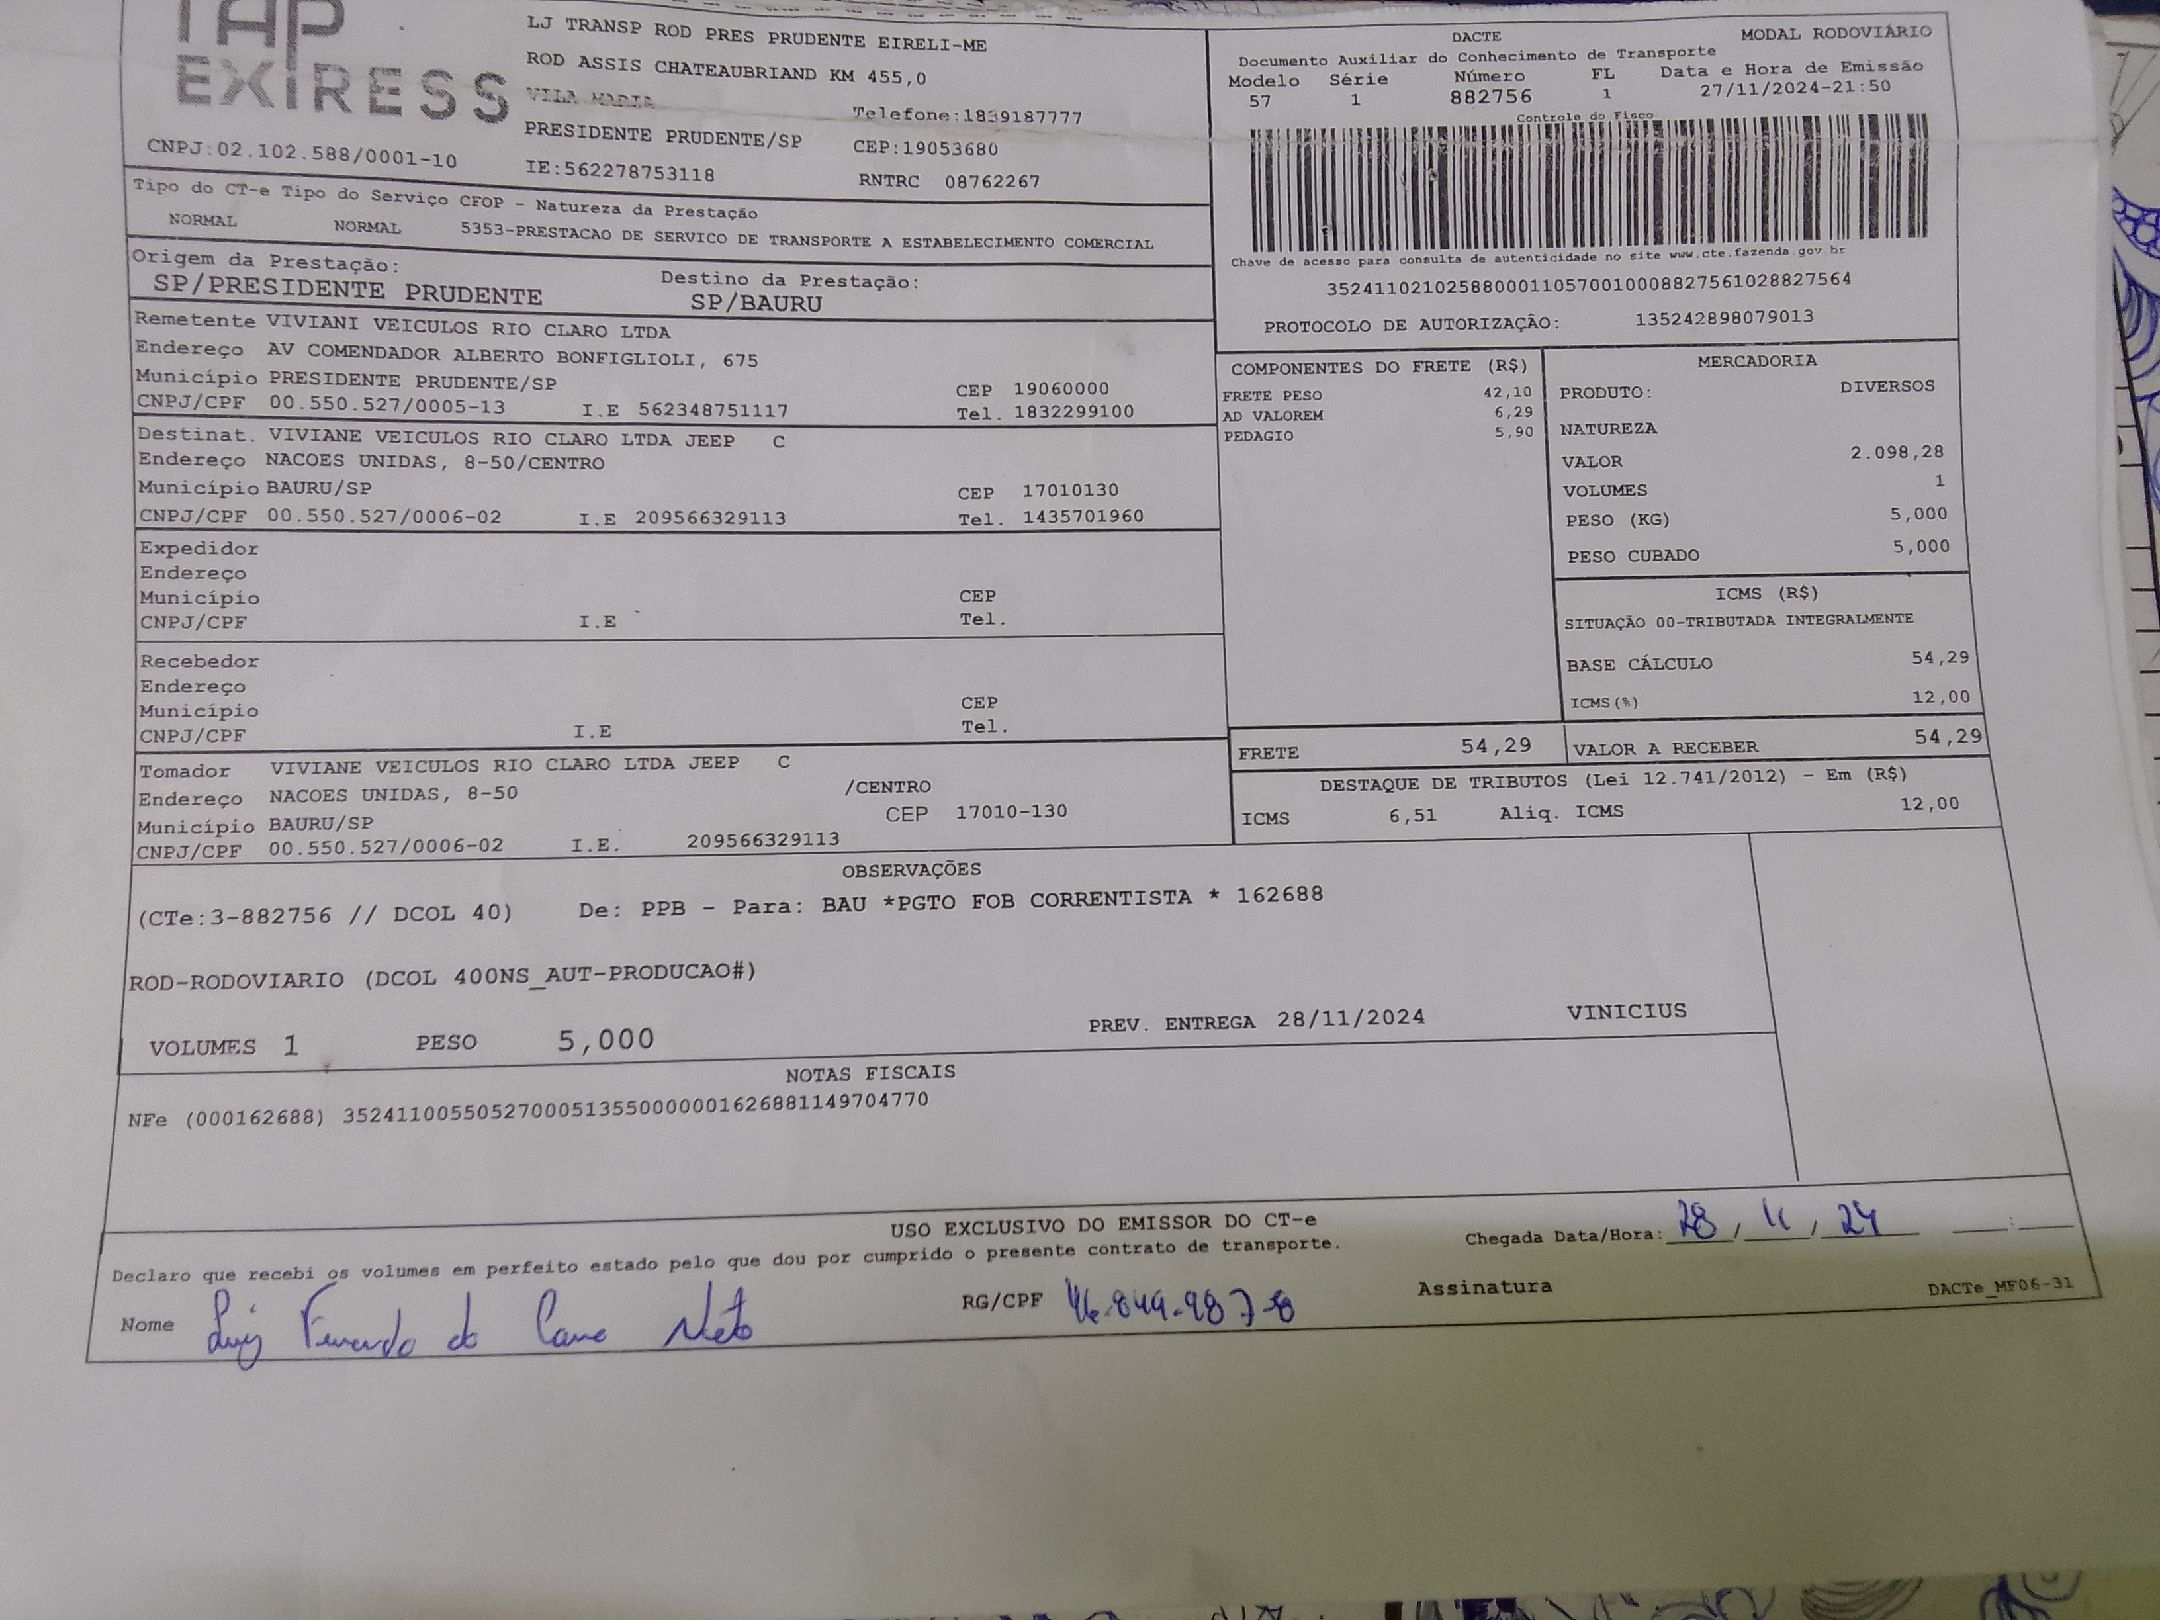 TAP
EXPRESS
LJ TRANSP ROD PRES PRUDENTE EIRELI-ME
ROD ASSIS CHATEAUBRIAND KM 455,0
VILA MARIA
Telefone:1839187777
PRESIDENTE PRUDENTE/SP CEP:19053680
CNPJ:02.102.588/0001-10 IE:562278753118 RNTRC 08762267
DACTE MODAL RODOVIÁRIO
Documento Auxiliar do Conhecimento de Transporte
Modelo Série Número FL Data e Hora de Emissão
57 1 882756 1 27/11/2024-21:50
Controle do Fisco
Chave de acesso para consulta de autenticidade no site www.cte.fazenda.gov.br
35241102102588000110570010008827561028827564
PROTOCOLO DE AUTORIZAÇÃO: 135242898079013
Tipo do CT-e Tipo do Serviço CFOP - Natureza da Prestação
NORMAL NORMAL 5353-PRESTACAO DE SERVICO DE TRANSPORTE A ESTABELECIMENTO COMERCIAL
Origem da Prestação: Destino da Prestação:
SP/PRESIDENTE PRUDENTE SP/BAURU
Remetente VIVIANI VEICULOS RIO CLARO LTDA
Endereço AV COMENDADOR ALBERTO BONFIGLIOLI, 675
Município PRESIDENTE PRUDENTE/SP CEP 19060000
CNPJ/CPF 00.550.527/0005-13 I.E 562348751117 Tel. 1832299100
Destinat. VIVIANE VEICULOS RIO CLARO LTDA JEEP C
Endereço NACOES UNIDAS, 8-50/CENTRO
Município BAURU/SP CEP 17010130
CNPJ/CPF 00.550.527/0006-02 I.E 209566329113 Tel. 1435701960
Expedidor
Endereço
Município CEP
CNPJ/CPF I.E Tel.
Recebedor
Endereço
Município CEP
CNPJ/CPF I.E Tel.
Tomador VIVIANE VEICULOS RIO CLARO LTDA JEEP C
Endereço NACOES UNIDAS, 8-50 /CENTRO
Município BAURU/SP CEP 17010-130
CNPJ/CPF 00.550.527/0006-02 I.E. 209566329113
COMPONENTES DO FRETE (R$)
FRETE PESO 42,10
AD VALOREM 6,29
PEDAGIO 5,90
MERCADORIA
PRODUTO: DIVERSOS
NATUREZA
VALOR 2.098,28
VOLUMES 1
PESO (KG) 5,000
PESO CUBADO 5,000
ICMS (R$)
SITUAÇÃO 00-TRIBUTADA INTEGRALMENTE
BASE CÁLCULO 54,29
ICMS(%) 12,00
FRETE 54,29 VALOR A RECEBER 54,29
DESTAQUE DE TRIBUTOS (Lei 12.741/2012) - Em (R$)
ICMS 6,51 Aliq. ICMS 12,00
OBSERVAÇÕES
(CTe:3-882756 // DCOL 40) De: PPB - Para: BAU *PGTO FOB CORRENTISTA * 162688
ROD-RODOVIARIO (DCOL 400NS_AUT-PRODUCAO#)
VOLUMES 1 PESO 5,000 PREV. ENTREGA 28/11/2024 VINICIUS
NOTAS FISCAIS
NFe (000162688) 35241100550527000513550000001626881149704770
USO EXCLUSIVO DO EMISSOR DO CT-e
Declaro que recebi os volumes em perfeito estado pelo que dou por cumprido o presente contrato de transporte.
Chegada Data/Hora: 28 / 11 / 24 :
Nome Luiz Fernando do Carmo Neto RG/CPF 46.849.987-8 Assinatura DACTe_MF06-31